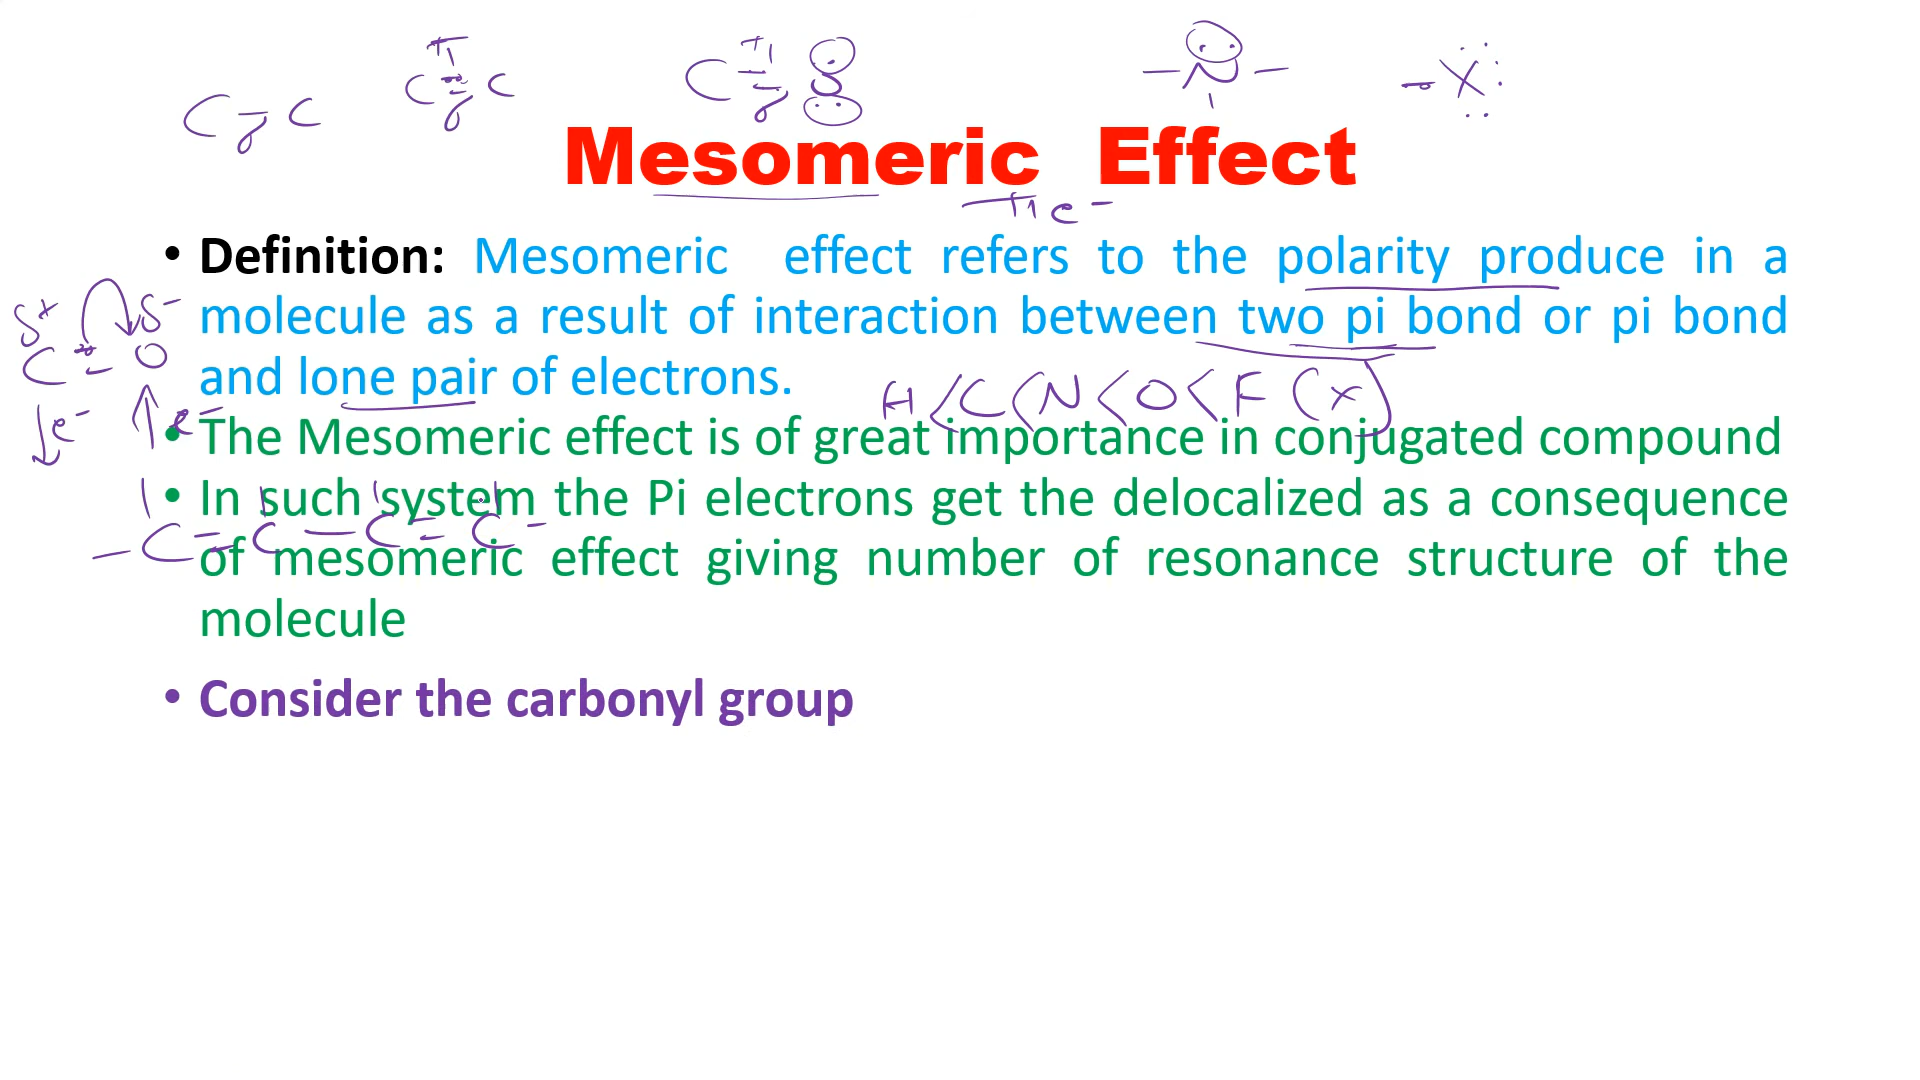 π π
C = C C = O
C σ C σ σ – N – – X
Mesomeric Effect
π e-
• Definition: Mesomeric effect refers to the polarity produce in a
δ+ δ-
molecule as a result of interaction between two pi bond or pi bond
C = O
and lone pair of electrons.
H < C < N < O < F (x)
↓e- ↑e-
• The Mesomeric effect is of great importance in conjugated compound
• In such system the Pi electrons get the delocalized as a consequence
– C = C – C = C –
of mesomeric effect giving number of resonance structure of the
molecule
• Consider the carbonyl group